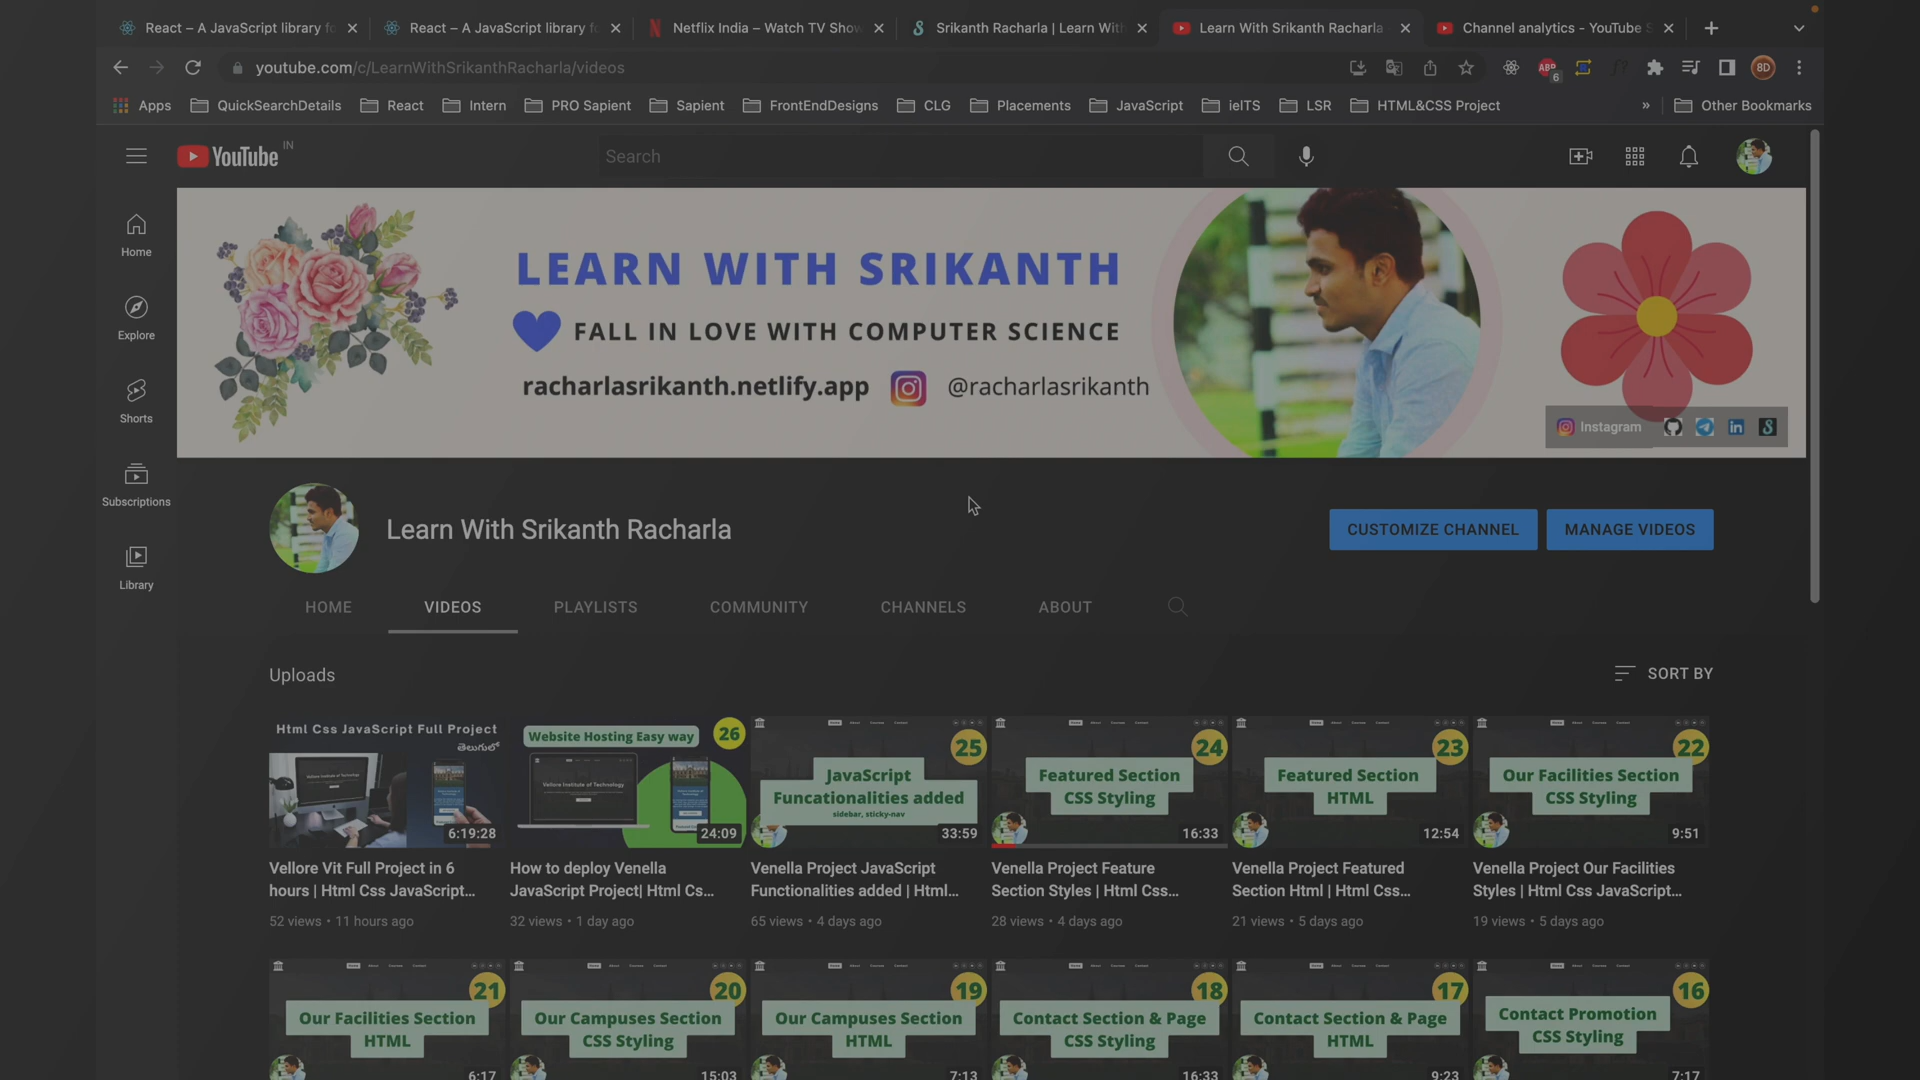 React – A JavaScript library fo
React – A JavaScript library fo
Netflix India – Watch TV Show
Srikanth Racharla | Learn With
Learn With Srikanth Racharla
Channel analytics - YouTube S
youtube.com/c/LearnWithSrikanthRacharla/videos
ABP
6
8D
Apps
QuickSearchDetails
React
Intern
PRO Sapient
Sapient
FrontEndDesigns
CLG
Placements
JavaScript
ielTS
LSR
HTML&CSS Project
»
Other Bookmarks
YouTube IN
Search
Home
Explore
Shorts
Subscriptions
Library
LEARN WITH SRIKANTH
FALL IN LOVE WITH COMPUTER SCIENCE
racharlasrikanth.netlify.app
@racharlasrikanth
Instagram
Learn With Srikanth Racharla
CUSTOMIZE CHANNEL
MANAGE VIDEOS
HOME
VIDEOS
PLAYLISTS
COMMUNITY
CHANNELS
ABOUT
Uploads
SORT BY
Html Css JavaScript Full Project
తెలుగులో
Vellore Institute of Technology
6:19:28
Vellore Vit Full Project in 6
hours | Html Css JavaScript...
52 views • 11 hours ago
Website Hosting Easy way
26
Vellore Institute of Technology
24:09
How to deploy Venella
JavaScript Project| Html Cs...
32 views • 1 day ago
25
JavaScript
Funcationalities added
sidebar, sticky-nav
33:59
Venella Project JavaScript
Functionalities added | Html...
65 views • 4 days ago
24
Featured Section
CSS Styling
16:33
Venella Project Feature
Section Styles | Html Css...
28 views • 4 days ago
23
Featured Section
HTML
12:54
Venella Project Featured
Section Html | Html Css...
21 views • 5 days ago
22
Our Facilities Section
CSS Styling
9:51
Venella Project Our Facilities
Styles | Html Css JavaScript...
19 views • 5 days ago
21
Our Facilities Section
HTML
6:17
20
Our Campuses Section
CSS Styling
15:03
19
Our Campuses Section
HTML
7:13
18
Contact Section & Page
CSS Styling
16:33
17
Contact Section & Page
HTML
9:23
16
Contact Promotion
CSS Styling
7:17